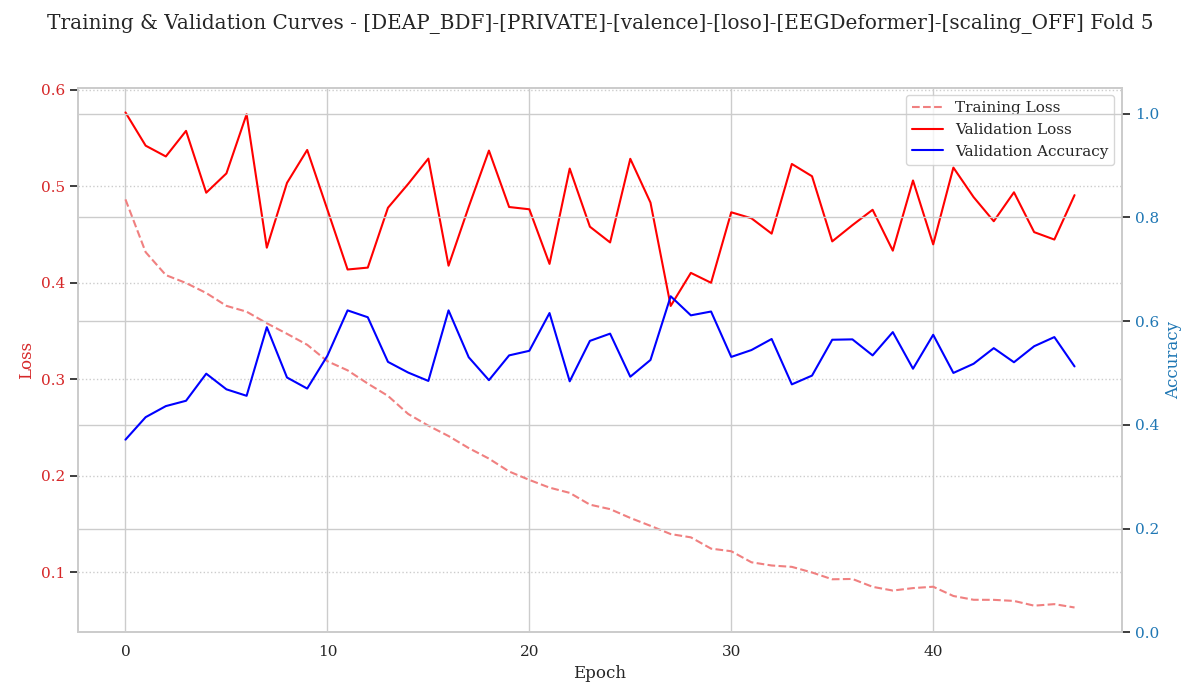 Training & Validation Curves - [DEAP_BDF]-[PRIVATE]-[valence]-[loso]-[EEGDeformer]-[scaling_OFF] Fold 5
Training Loss
Validation Loss
Validation Accuracy
0.6
0.5
0.4
0.3
0.2
0.1
Loss
1.0
0.8
0.6
0.4
0.2
0.0
Accuracy
0
10
20
30
40
Epoch